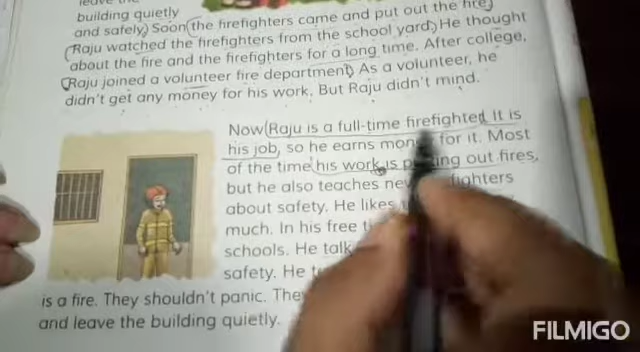 leave the
building quietly
and safely. Soon the firefighters came and put out the fire.
Raju watched the firefighters from the school yard. He thought
about the fire and the firefighters for a long time. After college,
Raju joined a volunteer fire department. As a volunteer, he
didn't get any money for his work. But Raju didn't mind.
Now Raju is a full-time firefighter. It is
his job, so he earns money for it. Most
of the time his work is putting out fires,
but he also teaches new fighters
about safety. He likes
much. In his free
schools. He talk
safety. He
is a fire. They shouldn't panic. They
and leave the building quietly.
FILMIGO